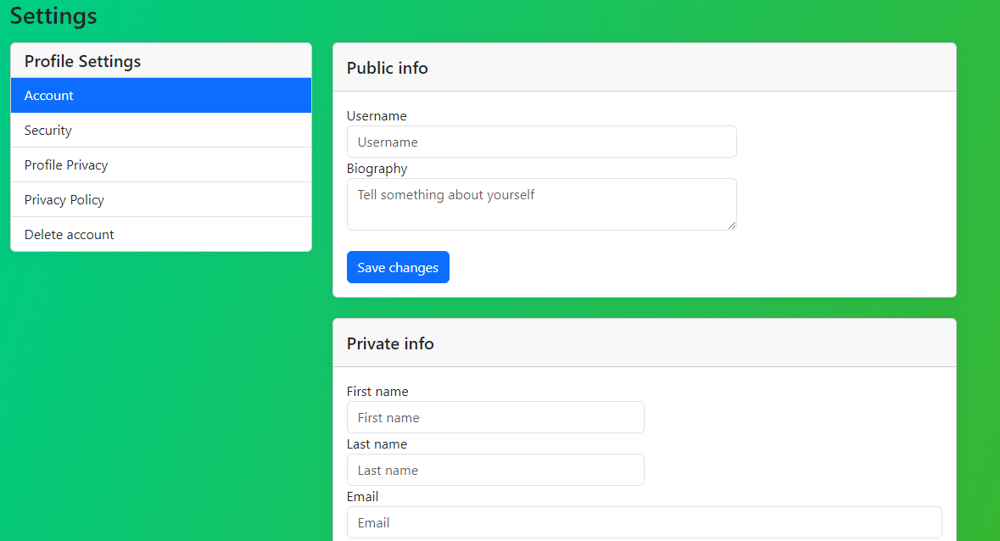 Settings
Profile Settings
Account
Security
Profile Privacy
Privacy Policy
Delete account
Public info
Username
Username
Biography
Tell something about yourself
Save changes
Private info
First name
First name
Last name
Last name
Email
Email